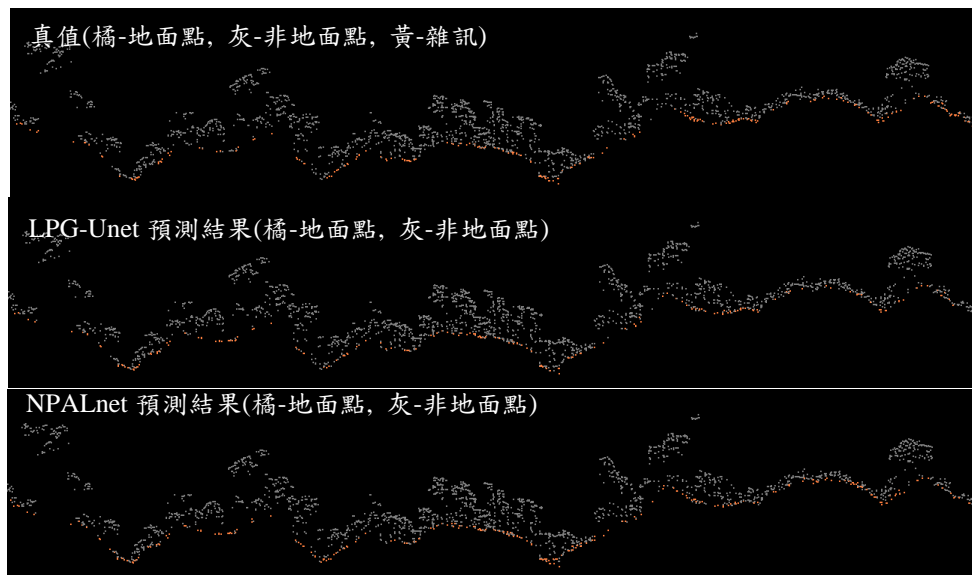 真值(橘-地面點, 灰-非地面點, 黃-雜訊)
LPG-Unet 預測結果(橘-地面點, 灰-非地面點)
NPALnet 預測結果(橘-地面點, 灰-非地面點)